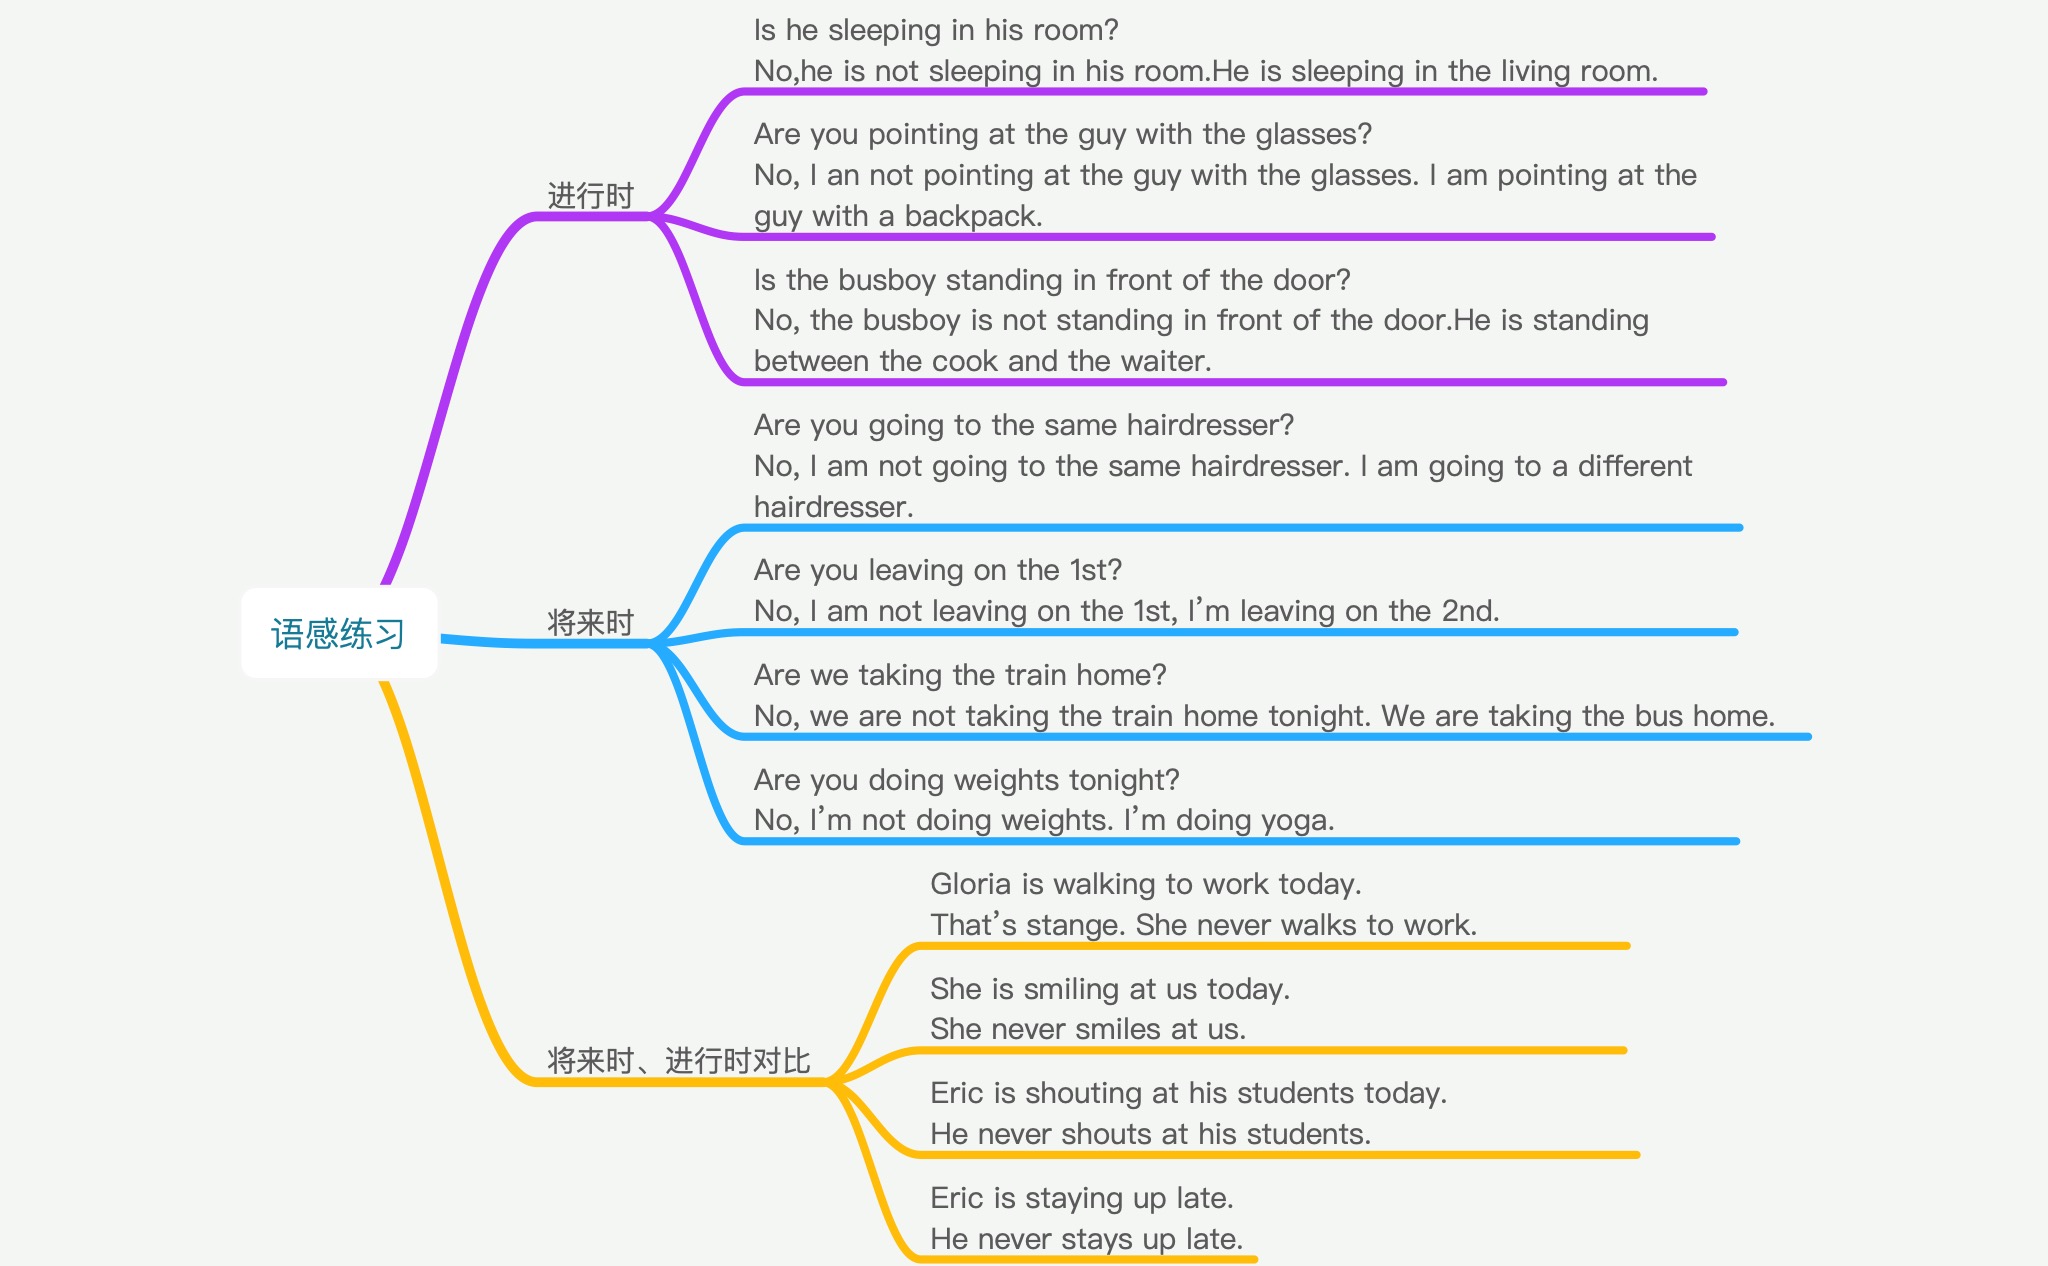 语感练习
进行时
Is he sleeping in his room?
No,he is not sleeping in his room.He is sleeping in the living room.
Are you pointing at the guy with the glasses?
No, I an not pointing at the guy with the glasses. I am pointing at the
guy with a backpack.
Is the busboy standing in front of the door?
No, the busboy is not standing in front of the door.He is standing
between the cook and the waiter.
将来时
Are you going to the same hairdresser?
No, I am not going to the same hairdresser. I am going to a different
hairdresser.
Are you leaving on the 1st?
No, I am not leaving on the 1st, I’m leaving on the 2nd.
Are we taking the train home?
No, we are not taking the train home tonight. We are taking the bus home.
Are you doing weights tonight?
No, I’m not doing weights. I’m doing yoga.
将来时、进行时对比
Gloria is walking to work today.
That’s stange. She never walks to work.
She is smiling at us today.
She never smiles at us.
Eric is shouting at his students today.
He never shouts at his students.
Eric is staying up late.
He never stays up late.